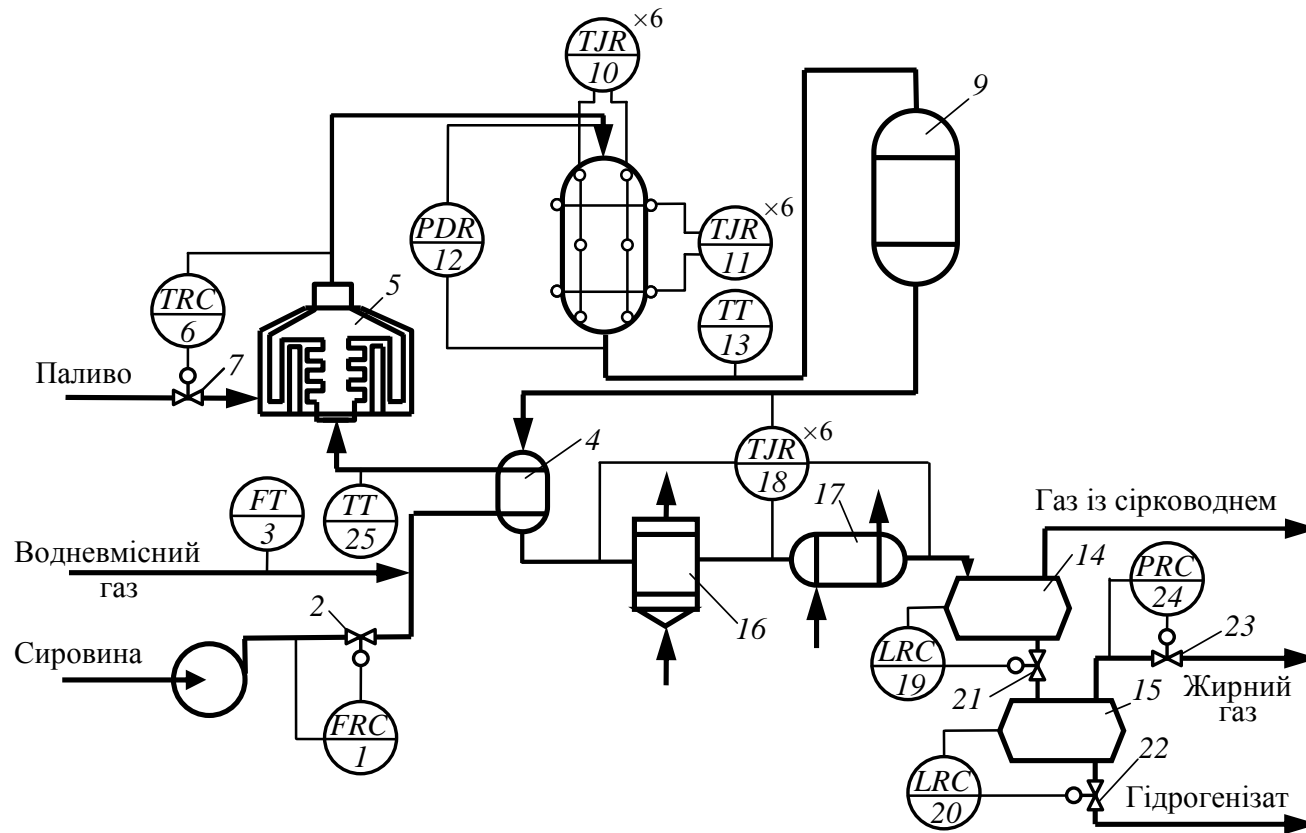 TJR
10
×6
9
PDR
12
TJR
11
×6
TRC
6
5
TT
13
Паливо
7
4
TJR
18
×6
17
Газ із сірководнем
FT
3
TT
25
Водневмісний
газ
14
PRC
24
2
16
23
Сировина
LRC
19
21
15
Жирний
газ
FRC
1
22
LRC
20
Гідрогенізат